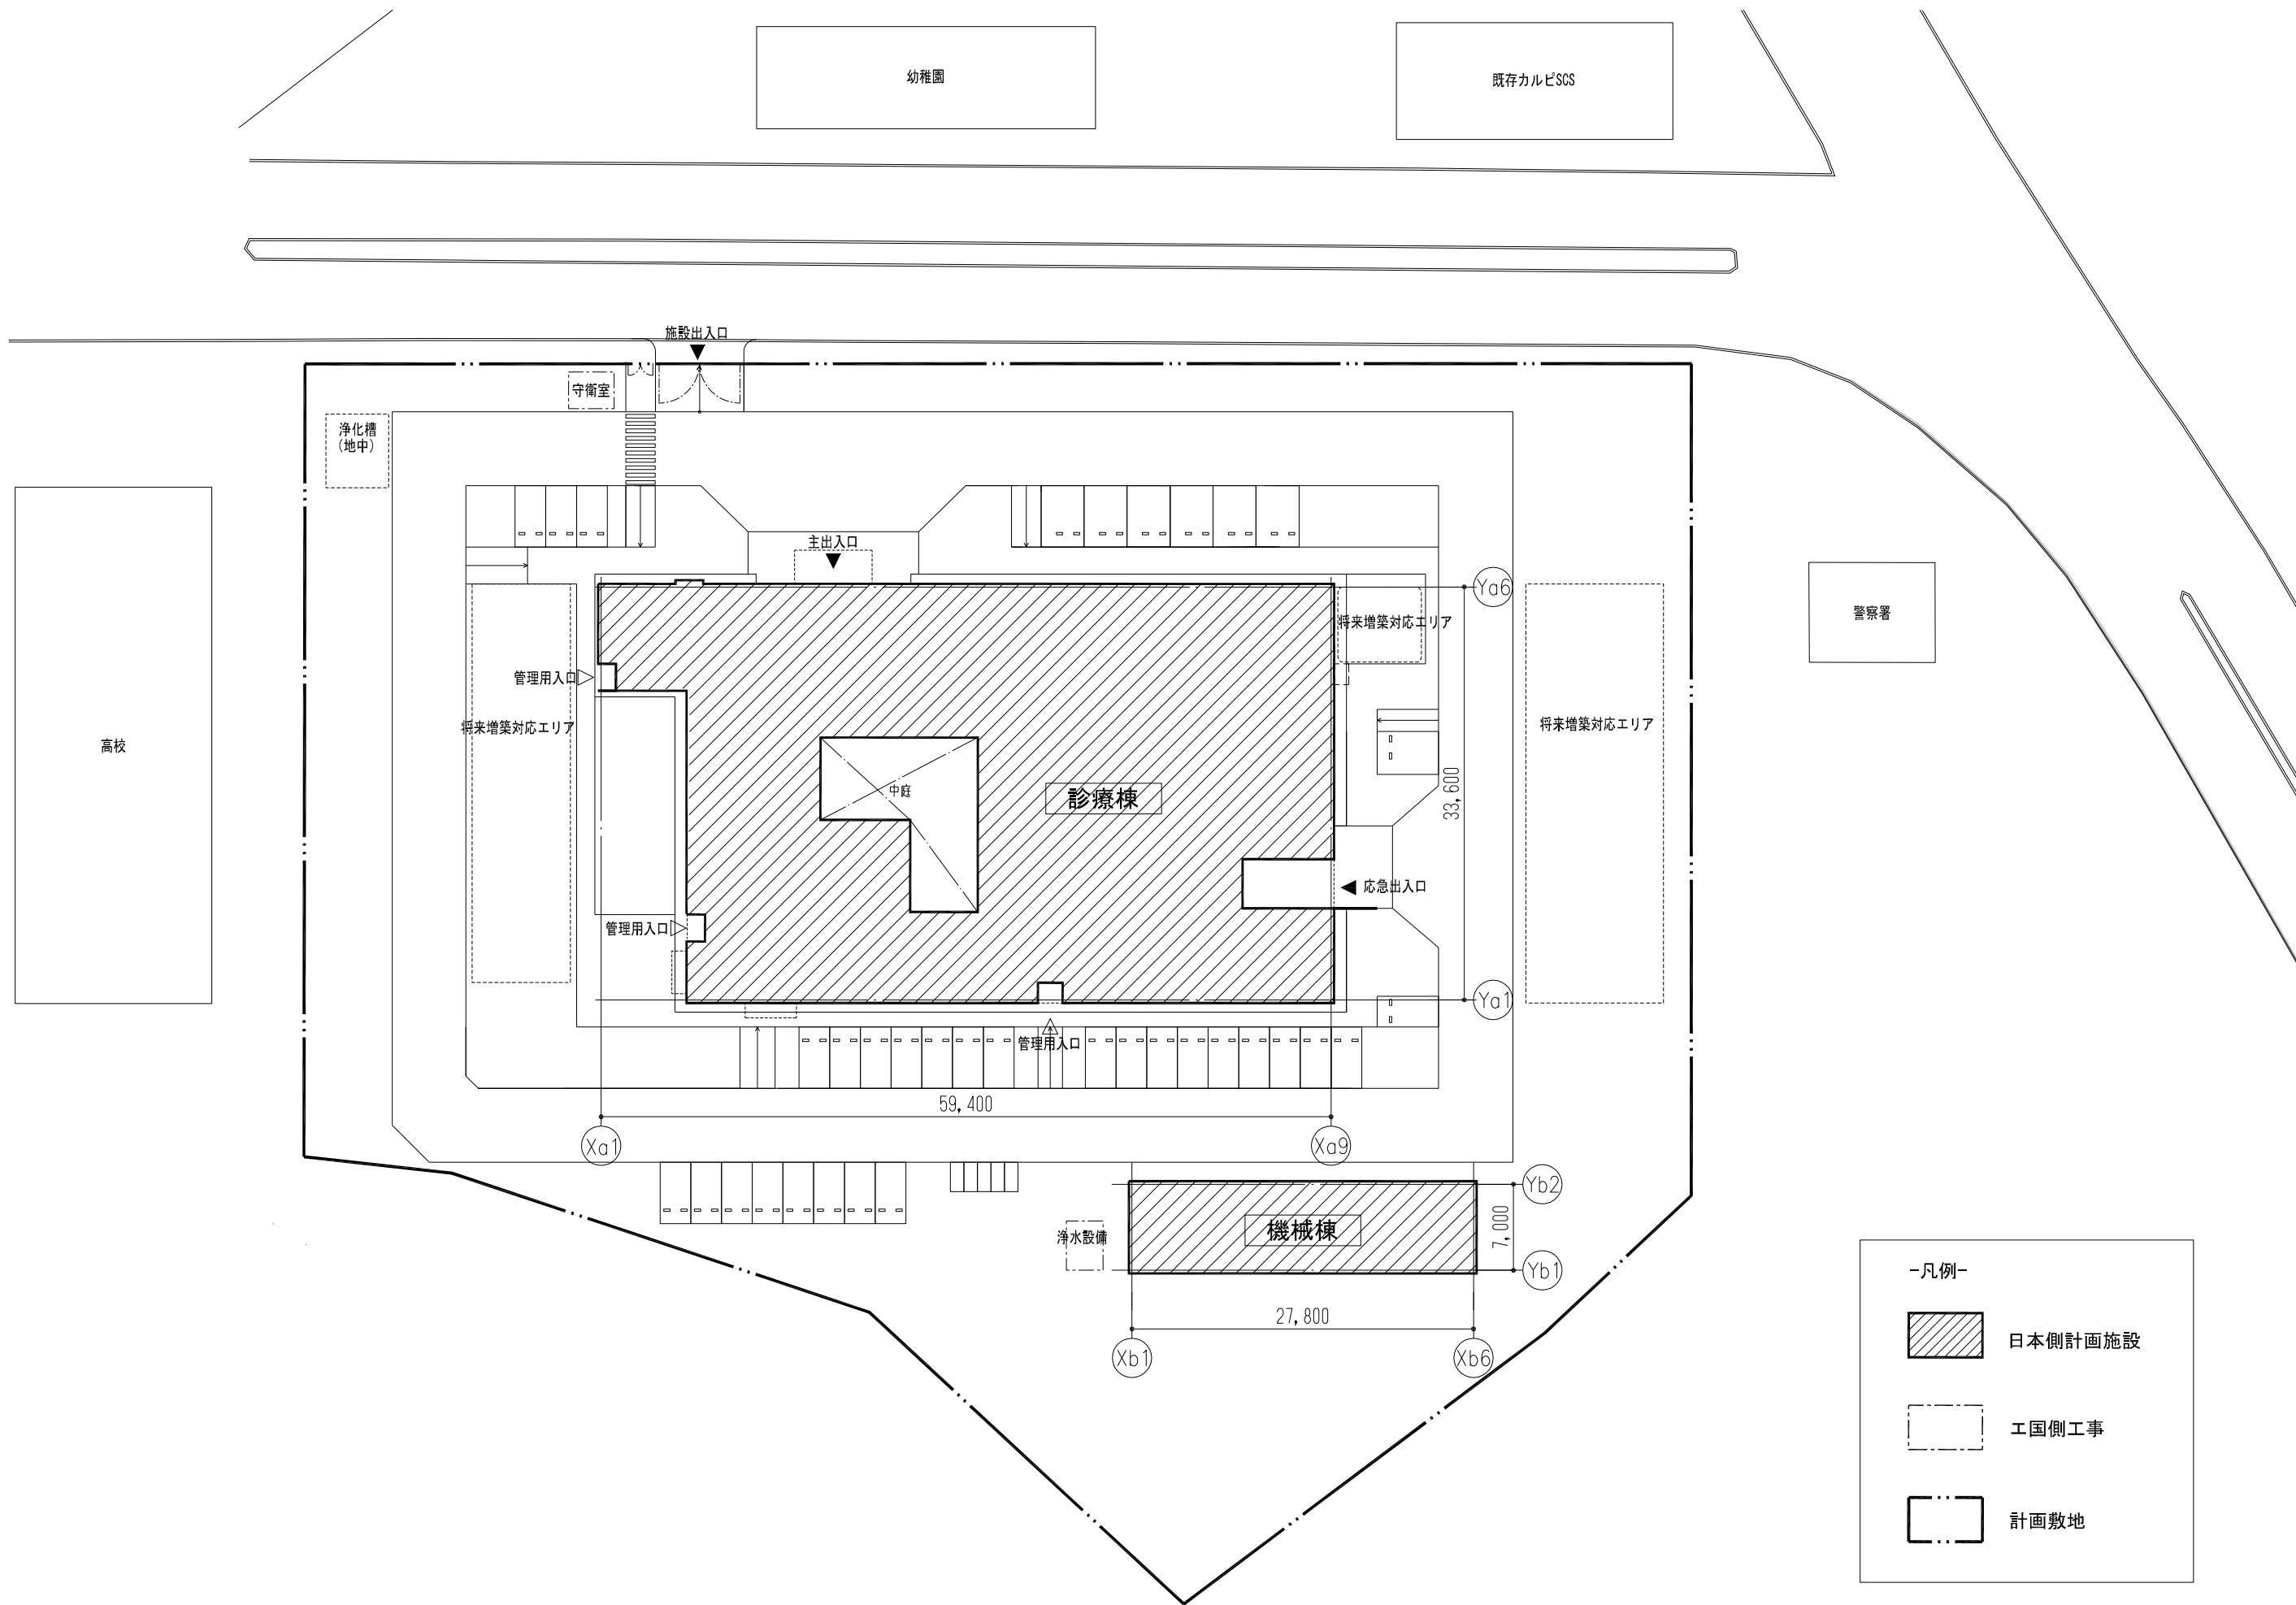 幼稚園
既存カルピSCS
施設出入口
守衛室
浄化槽
(地中)
主出入口
Ya6
将来増築対応エリア
警察署
管理用入口
将来増築対応エリア
将来増築対応エリア
高校
中庭
診療棟
33,600
応急出入口
管理用入口
Ya1
管理用入口
59,400
Xa1
Xa9
Yb2
浄水設備
機械棟
7,000
Yb1
27,800
Xb1
Xb6
-凡例-
日本側計画施設
エ国側工事
計画敷地